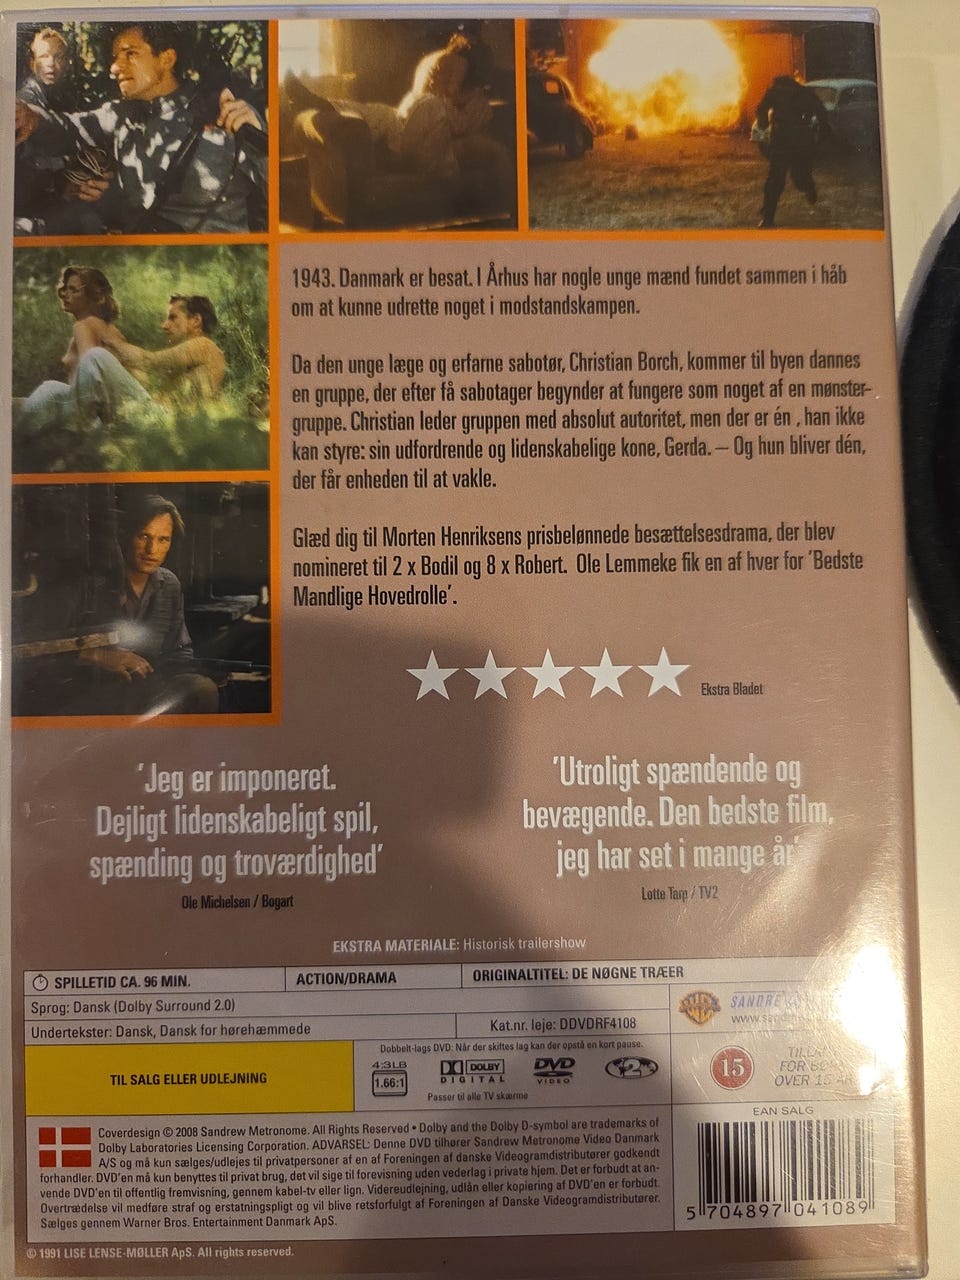 1943. Danmark er besat. I Århus har nogle unge mænd fundet sammen i håb
om at kunne udrette noget i modstandskampen.
Da den unge læge og erfarne sabotør, Christian Borch, kommer til byen dannes
en gruppe, der efter få sabotager begynder at fungere som noget af en mønster-
gruppe. Christian leder gruppen med absolut autoritet, men der er én , han ikke
kan styre: sin udfordrende og lidenskabelige kone, Gerda. – Og hun bliver dén,
der får enheden til at vakle.
Glæd dig til Morten Henriksens prisbelønnede besættelsesdrama, der blev
nomineret til 2 x Bodil og 8 x Robert. Ole Lemmeke fik en af hver for 'Bedste
Mandlige Hovedrolle'.
Ekstra Bladet
'Jeg er imponeret.
Dejligt lidenskabeligt spil,
spænding og troværdighed'
Ole Michelsen / Bogart
'Utroligt spændende og
bevægende. Den bedste film,
jeg har set i mange år'
Lotte Tarp / TV2
EKSTRA MATERIALE: Historisk trailershow
SPILLETID CA. 96 MIN.
ACTION/DRAMA
ORIGINALTITEL: DE NØGNE TRÆER
Sprog: Dansk (Dolby Surround 2.0)
Undertekster: Dansk, Dansk for hørehæmmede
Kat.nr. leje: DDVDRF4108
TIL SALG ELLER UDLEJNING
Dobbelt-lags DVD: Når der skiftes lag kan der opstå en kort pause.
4:3LB
1.66:1
DOLBY
DIGITAL
DVD
VIDEO
2
Passer til alle TV skærme
15
FOR
OVER 15 ÅR
EAN SALG
5 704897 041089
Coverdesign © 2008 Sandrew Metronome. All Rights Reserved • Dolby and the Dolby D-symbol are trademarks of
Dolby Laboratories Licensing Corporation. ADVARSEL: Denne DVD tilhører Sandrew Metronome Video Danmark
A/S og må kun sælges/udlejes til privatpersoner af en af Foreningen af danske Videogramdistributører godkendt
forhandler. DVD'en må kun benyttes til privat brug, det vil sige til forevisning uden vederlag i private hjem. Det er forbudt at an-
vende DVD'en til offentlig fremvisning, gennem kabel-tv eller lign. Videreudlejning, udlån eller kopiering af DVD'en er forbudt.
Overtrædelse vil medføre straf og erstatningspligt og vil blive retsforfulgt af Foreningen af Danske Videogramdistributører.
Sælges gennem Warner Bros. Entertainment Danmark ApS.
© 1991 LISE LENSE-MØLLER ApS. All rights reserved.